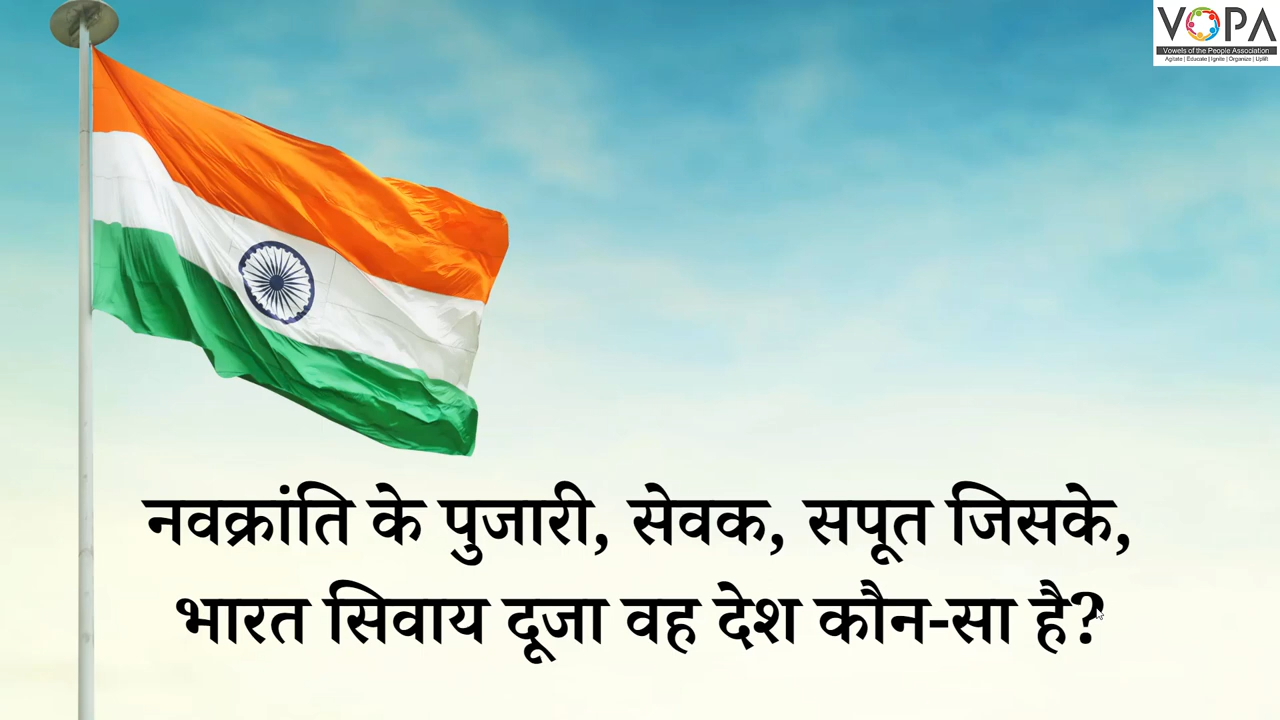 VOPA
Vowels of the People Association
Agitate | Educate | Ignite | Organize | Uplift
नवक्रांति के पुजारी, सेवक, सपूत जिसके,
भारत सिवाय दूजा वह देश कौन-सा है?